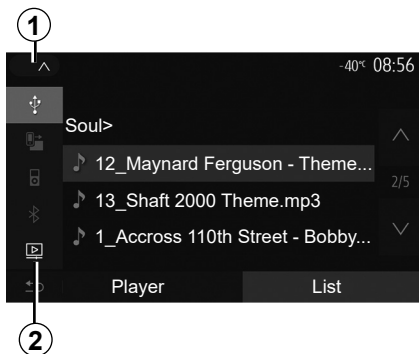 1
-40°C 08:56
Soul>
12_Maynard Ferguson - Theme...
2/5
13_Shaft 2000 Theme.mp3
1_Accross 110th Street - Bobby...
Player List
2